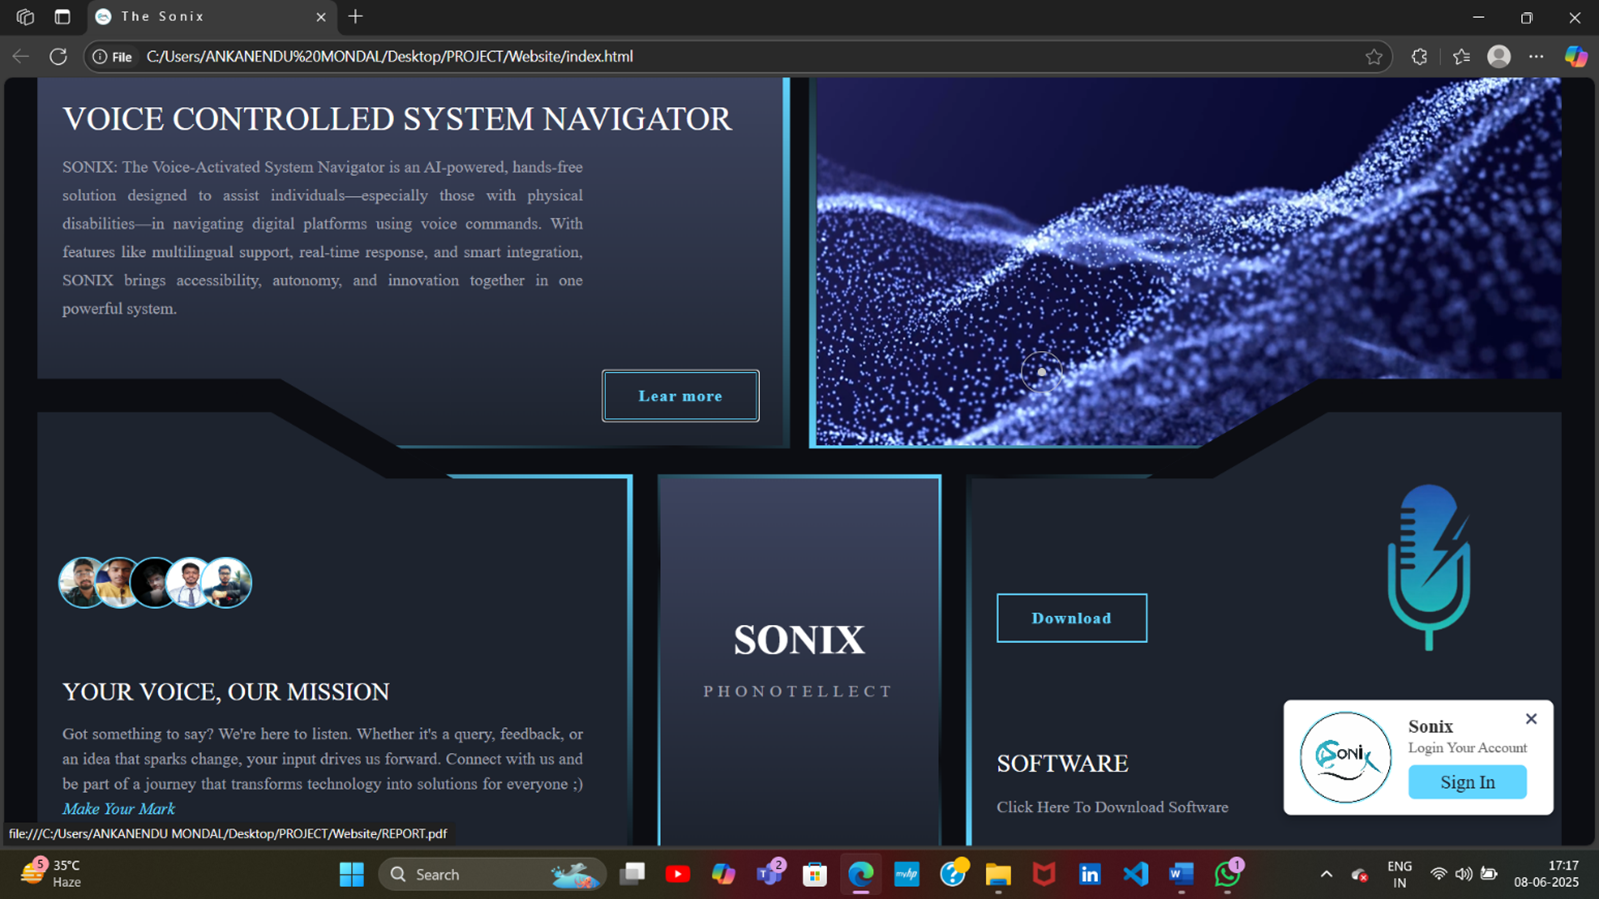 The Sonix
File C:/Users/ANKANENDU%20MONDAL/Desktop/PROJECT/Website/index.html
VOICE CONTROLLED SYSTEM NAVIGATOR
SONIX: The Voice-Activated System Navigator is an AI-powered, hands-free
solution designed to assist individuals—especially those with physical
disabilities—in navigating digital platforms using voice commands. With
features like multilingual support, real-time response, and smart integration,
SONIX brings accessibility, autonomy, and innovation together in one
powerful system.
Lear more
YOUR VOICE, OUR MISSION
Got something to say? We're here to listen. Whether it's a query, feedback, or
an idea that sparks change, your input drives us forward. Connect with us and
be part of a journey that transforms technology into solutions for everyone ;)
Make Your Mark
SONIX
PHONOTELLECT
Download
SOFTWARE
Click Here To Download Software
Sonix
Sonix
Login Your Account
Sign In
file:///C:/Users/ANKANENDU MONDAL/Desktop/PROJECT/Website/REPORT.pdf
5
35°C
Haze
Search
2
myhp
1
ENG
IN
17:17
08-06-2025